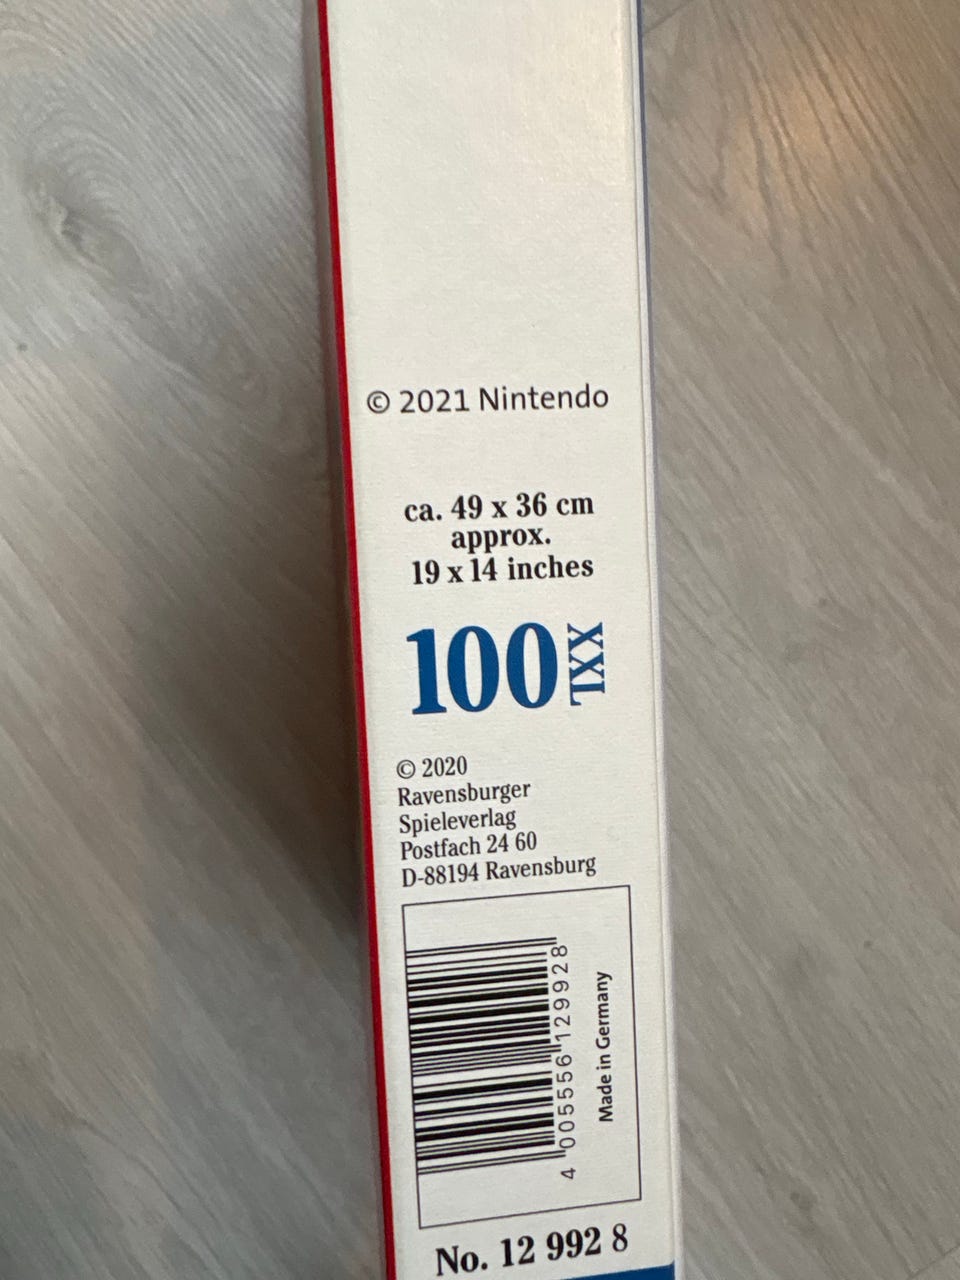 © 2021 Nintendo
ca. 49 x 36 cm
approx.
19 x 14 inches
100 XXL
© 2020
Ravensburger
Spieleverlag
Postfach 24 60
D-88194 Ravensburg
4 005556 129928
Made in Germany
No. 12 992 8